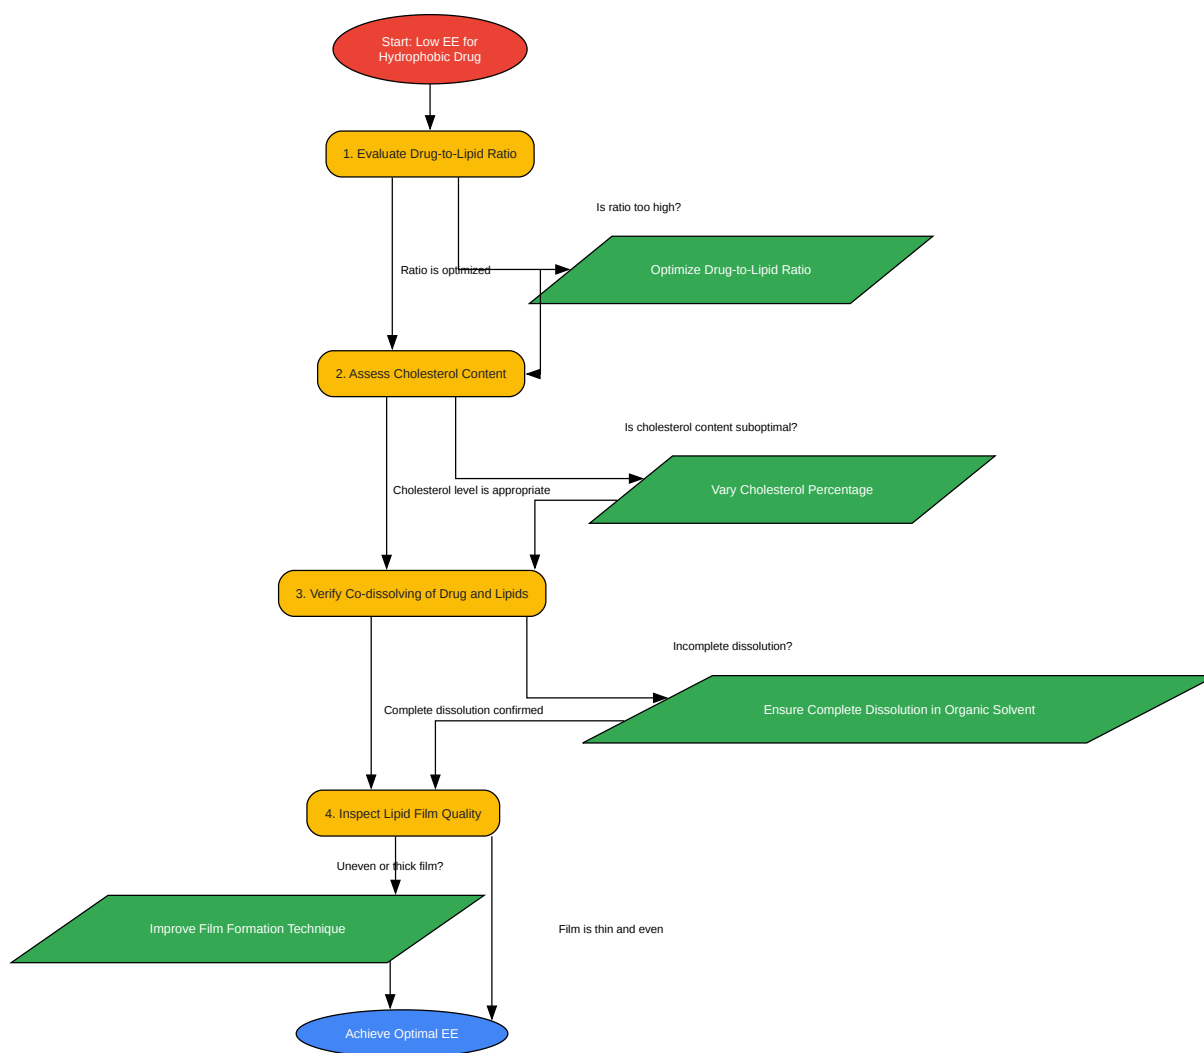 Start: Low EE for
Hydrophobic Drug
1. Evaluate Drug-to-Lipid Ratio
Is ratio too high?
Ratio is optimized
Optimize Drug-to-Lipid Ratio
2. Assess Cholesterol Content
Is cholesterol content suboptimal?
Cholesterol level is appropriate
Vary Cholesterol Percentage
3. Verify Co-dissolving of Drug and Lipids
Incomplete dissolution?
Complete dissolution confirmed
Ensure Complete Dissolution in Organic Solvent
4. Inspect Lipid Film Quality
Uneven or thick film?
Improve Film Formation Technique
Film is thin and even
Achieve Optimal EE